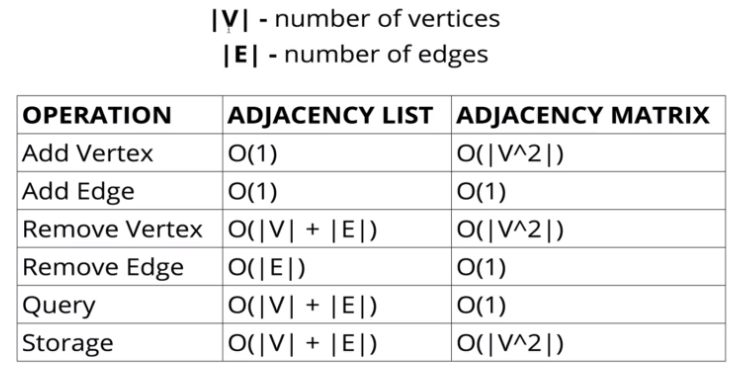 |V| - number of vertices
|E| - number of edges
OPERATION ADJACENCY LIST ADJACENCY MATRIX
Add Vertex O(1) O(|V^2|)
Add Edge O(1) O(1)
Remove Vertex O(|V| + |E|) O(|V^2|)
Remove Edge O(|E|) O(1)
Query O(|V| + |E|) O(1)
Storage O(|V| + |E|) O(|V^2|)